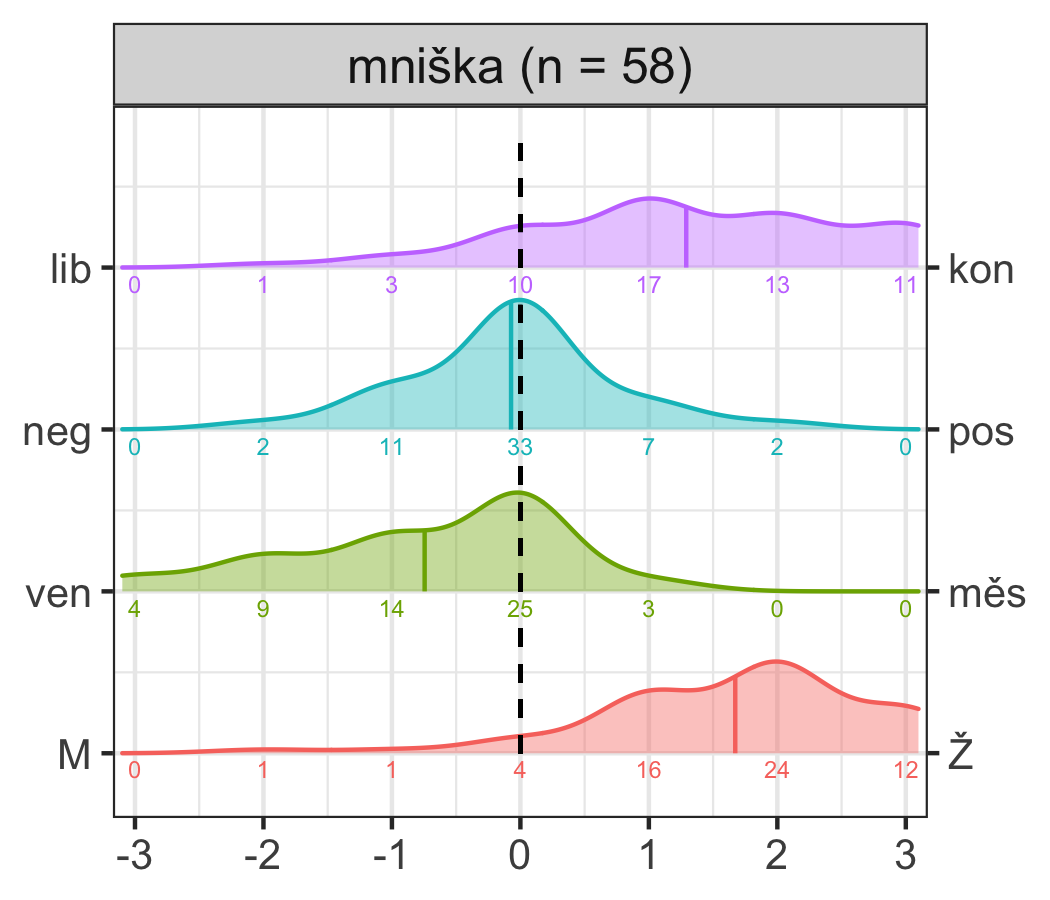 mniška (n = 58)
lib kon
0 1 3 10 17 13 11
neg pos
0 2 11 33 7 2 0
ven měs
4 9 14 25 3 0 0
M Ž
0 1 1 4 16 24 12
-3 -2 -1 0 1 2 3